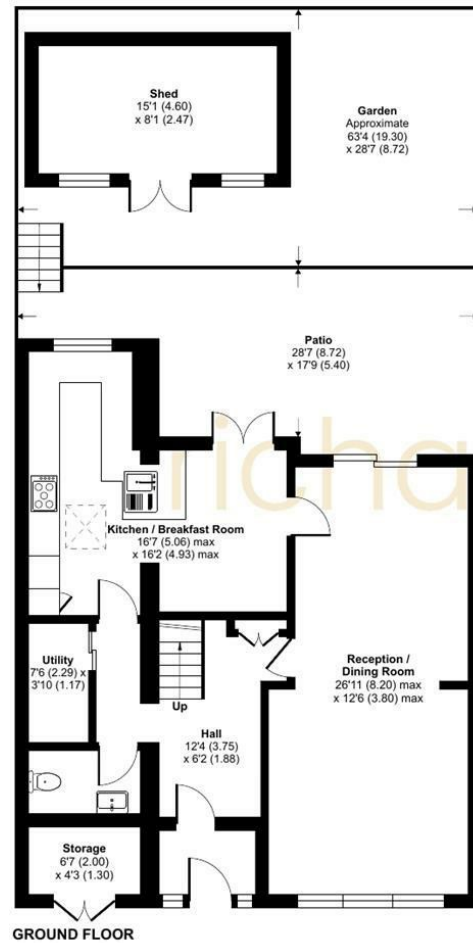 Shed
15'1 (4.60)
x 8'1 (2.47)
Garden
Approximate
63'4 (19.30)
x 28'7 (8.72)
Patio
28'7 (8.72)
x 17'9 (5.40)
richa
Kitchen / Breakfast Room
16'7 (5.06) max
x 16'2 (4.93) max
Utility
7'6 (2.29) x
3'10 (1.17)
Up
Hall
12'4 (3.75)
x 6'2 (1.88)
Reception /
Dining Room
26'11 (8.20) max
x 12'6 (3.80) max
Storage
6'7 (2.00)
x 4'3 (1.30)
GROUND FLOOR